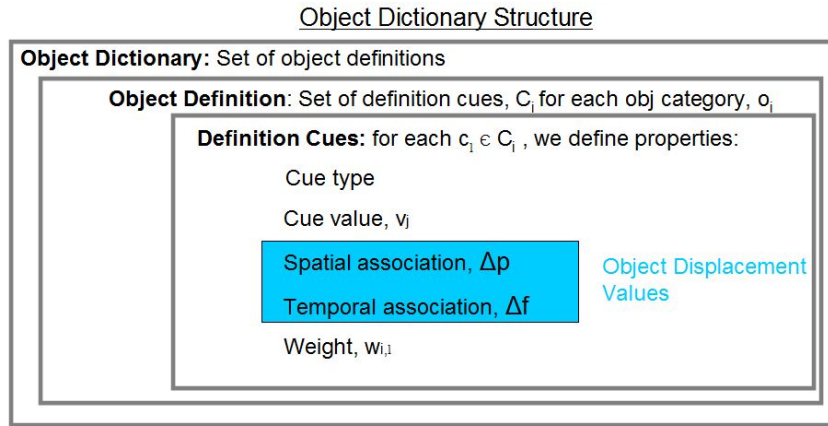 Object Dictionary Structure
Object Dictionary: Set of object definitions
Object Definition: Set of definition cues, Cᵢ for each obj category, oᵢ
Definition Cues: for each c₁ ϵ Cᵢ , we define properties:
Cue type
Cue value, vⱼ
Spatial association, Δp
Temporal association, Δf
Object Displacement
Values
Weight, wᵢ,₁